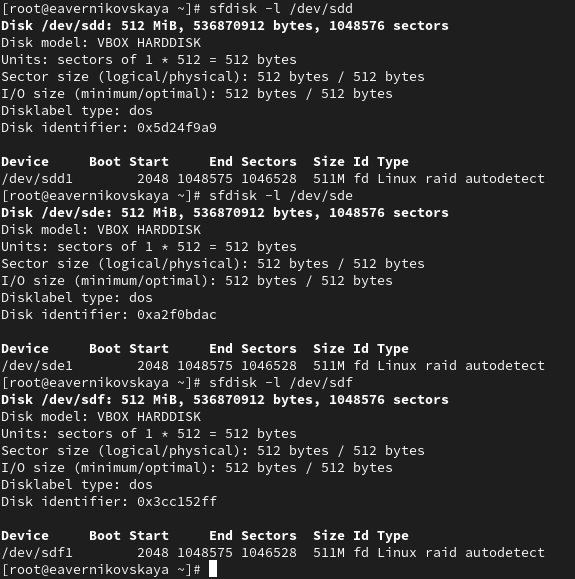 [root@eavernikovskaya ~]# sfdisk -l /dev/sdd
Disk /dev/sdd: 512 MiB, 536870912 bytes, 1048576 sectors
Disk model: VBOX HARDDISK
Units: sectors of 1 * 512 = 512 bytes
Sector size (logical/physical): 512 bytes / 512 bytes
I/O size (minimum/optimal): 512 bytes / 512 bytes
Disklabel type: dos
Disk identifier: 0x5d24f9a9

Device     Boot Start     End Sectors  Size Id Type
/dev/sdd1        2048 1048575 1046528  511M fd Linux raid autodetect
[root@eavernikovskaya ~]# sfdisk -l /dev/sde
Disk /dev/sde: 512 MiB, 536870912 bytes, 1048576 sectors
Disk model: VBOX HARDDISK
Units: sectors of 1 * 512 = 512 bytes
Sector size (logical/physical): 512 bytes / 512 bytes
I/O size (minimum/optimal): 512 bytes / 512 bytes
Disklabel type: dos
Disk identifier: 0xa2f0bdac

Device     Boot Start     End Sectors  Size Id Type
/dev/sde1        2048 1048575 1046528  511M fd Linux raid autodetect
[root@eavernikovskaya ~]# sfdisk -l /dev/sdf
Disk /dev/sdf: 512 MiB, 536870912 bytes, 1048576 sectors
Disk model: VBOX HARDDISK
Units: sectors of 1 * 512 = 512 bytes
Sector size (logical/physical): 512 bytes / 512 bytes
I/O size (minimum/optimal): 512 bytes / 512 bytes
Disklabel type: dos
Disk identifier: 0x3cc152ff

Device     Boot Start     End Sectors  Size Id Type
/dev/sdf1        2048 1048575 1046528  511M fd Linux raid autodetect
[root@eavernikovskaya ~]#